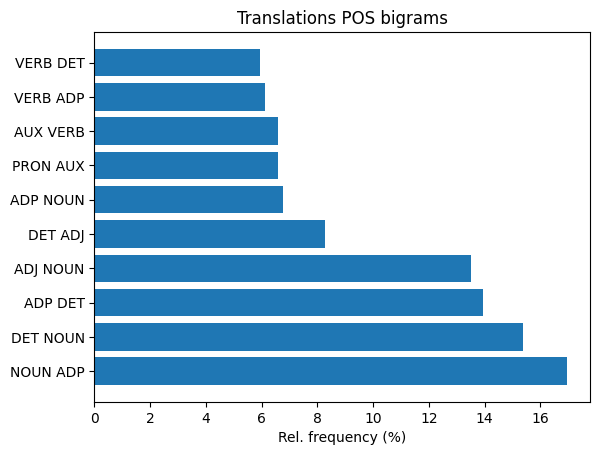 Translations POS bigrams
VERB DET
VERB ADP
AUX VERB
PRON AUX
ADP NOUN
DET ADJ
ADJ NOUN
ADP DET
DET NOUN
NOUN ADP
0 2 4 6 8 10 12 14 16
Rel. frequency (%)